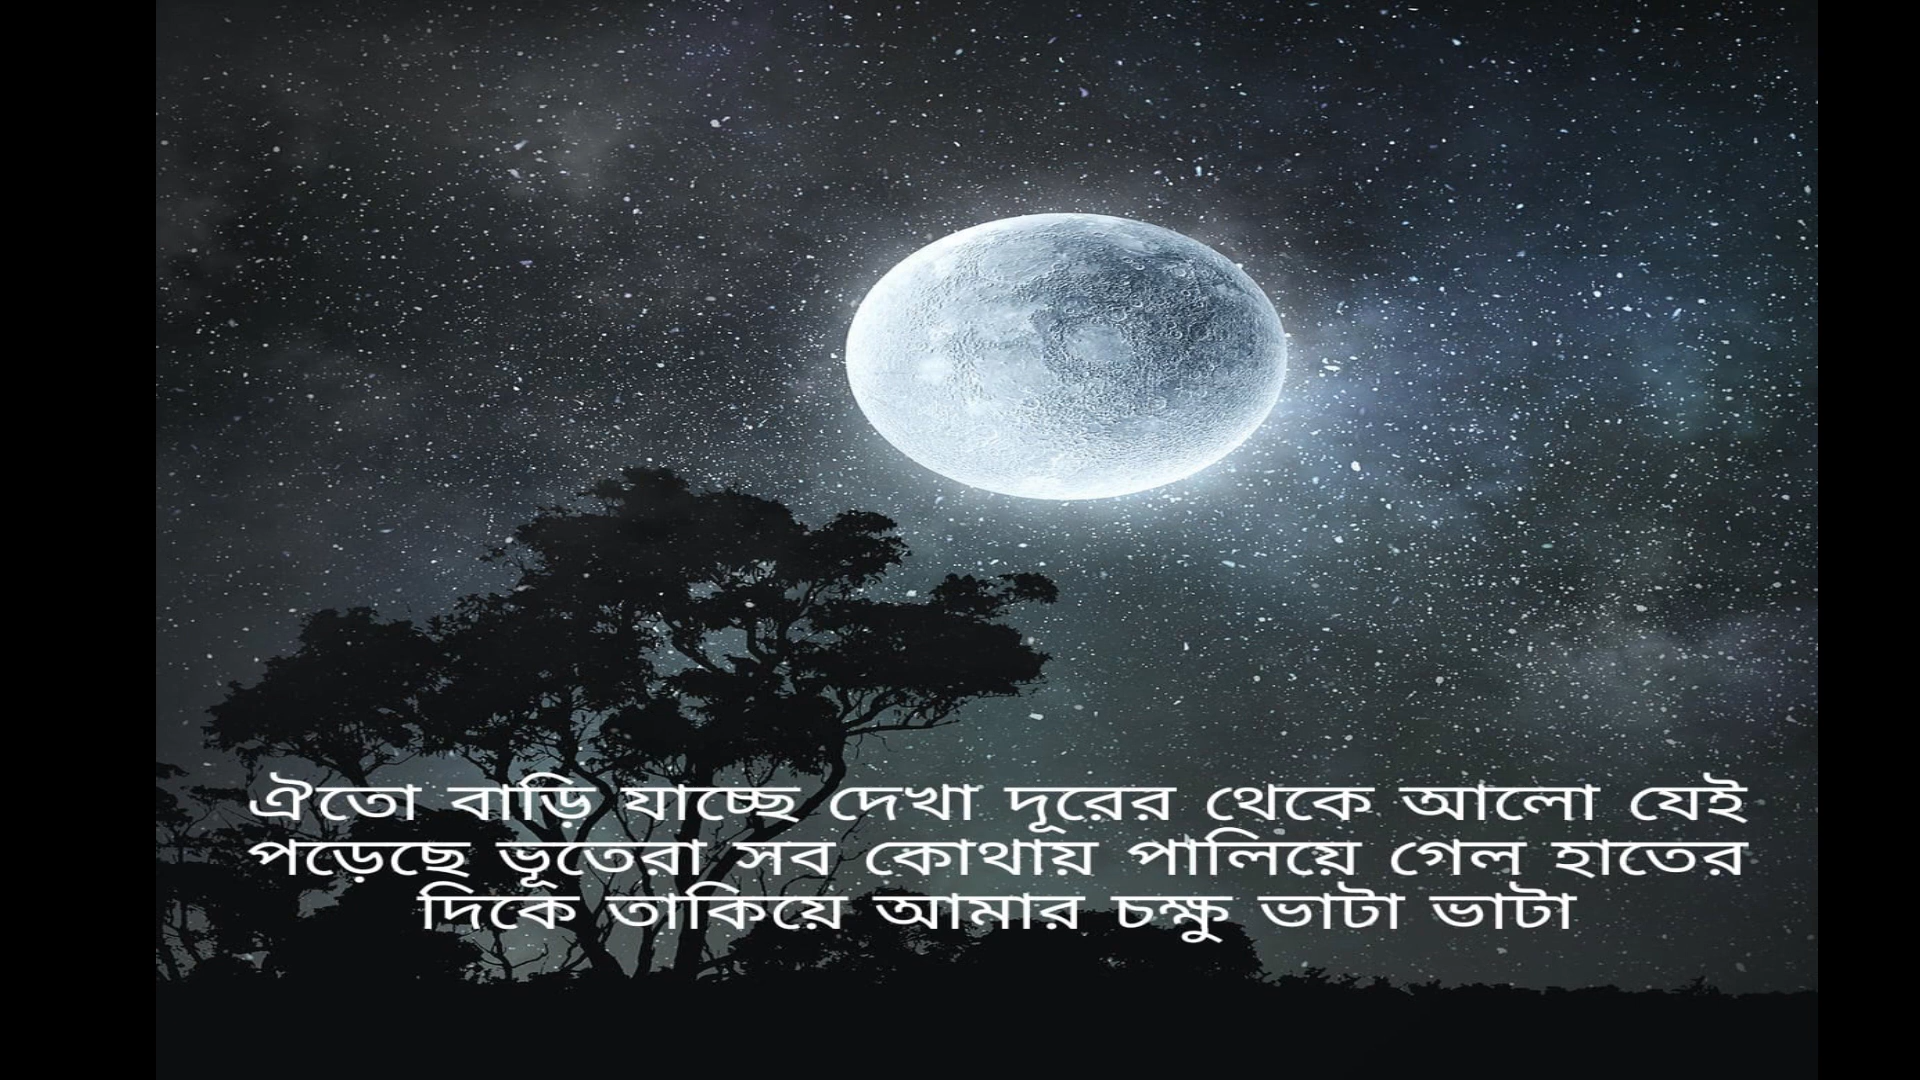 ঐতো বাড়ি যাচ্ছে দেখা দূরের থেকে আলো যেই
পড়েছে ভূতেরা সব কোথায় পালিয়ে গেল হাতের
দিকে তাকিয়ে আমার চক্ষু ভাটা ভাটা